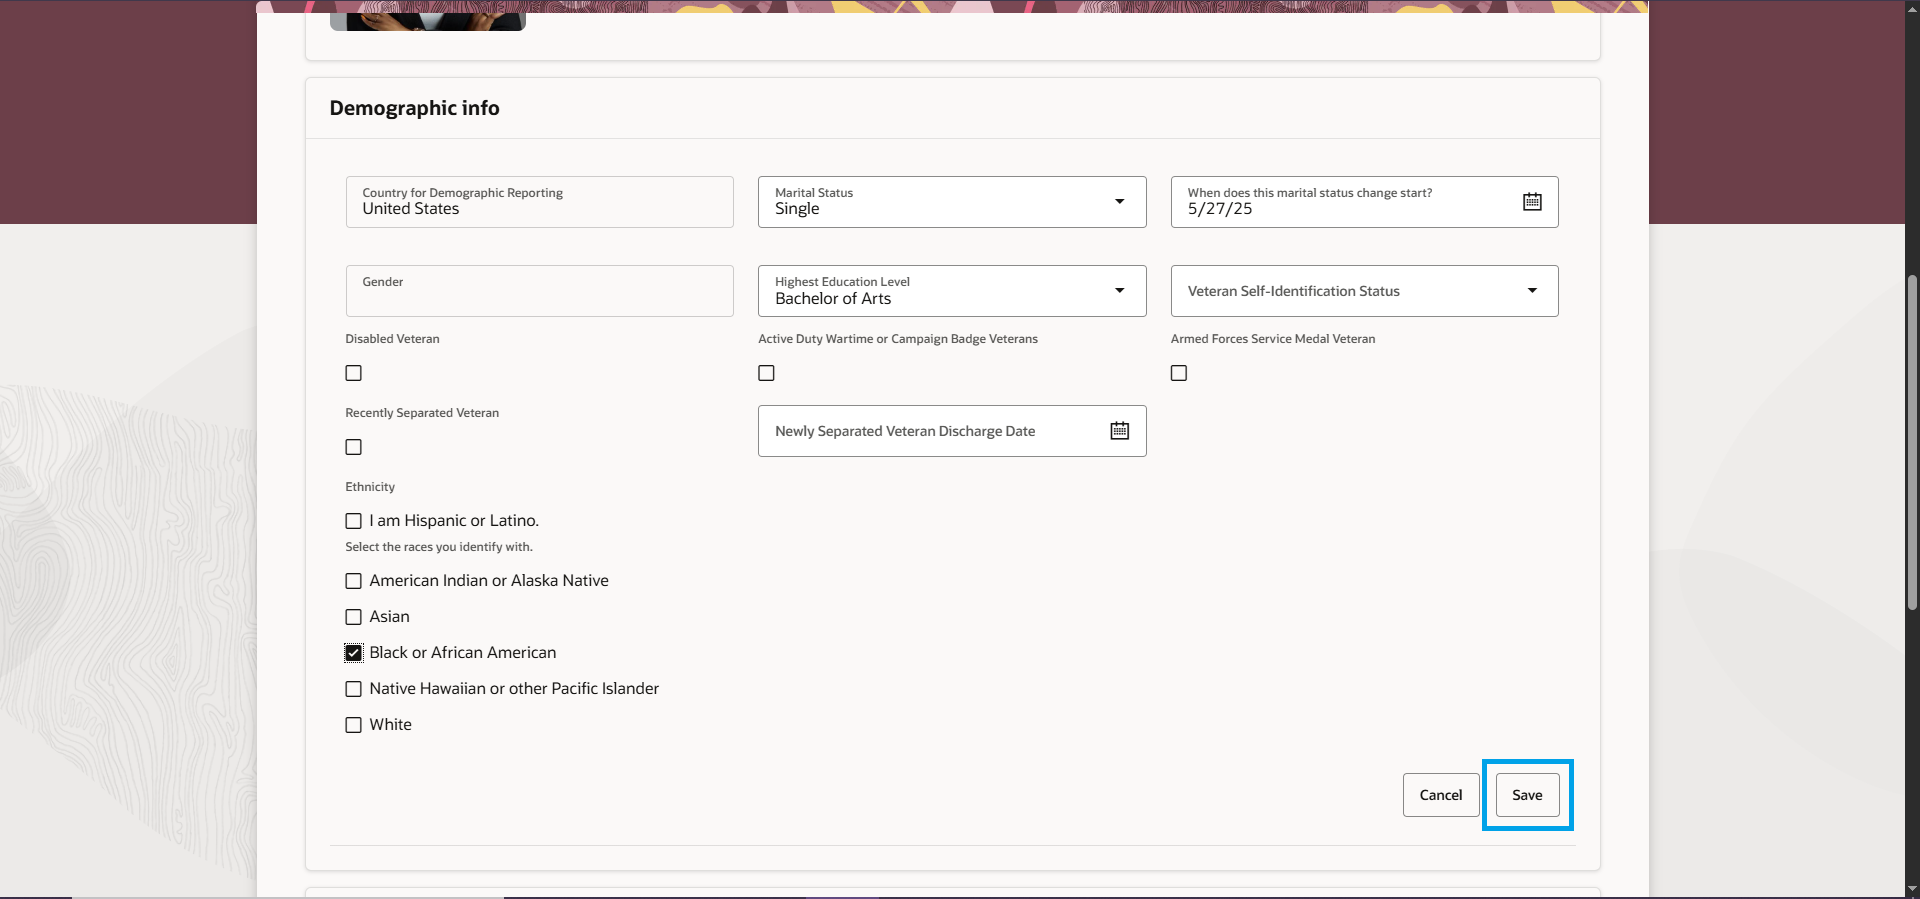 Demographic info
Country for Demographic Reporting
United States
Marital Status
Single
When does this marital status change start?
5/27/25
Gender
Highest Education Level
Bachelor of Arts
Veteran Self-Identification Status
Disabled Veteran
Active Duty Wartime or Campaign Badge Veterans
Armed Forces Service Medal Veteran
Recently Separated Veteran
Newly Separated Veteran Discharge Date
Ethnicity
I am Hispanic or Latino.
Select the races you identify with.
American Indian or Alaska Native
Asian
Black or African American
Native Hawaiian or other Pacific Islander
White
Cancel
Save